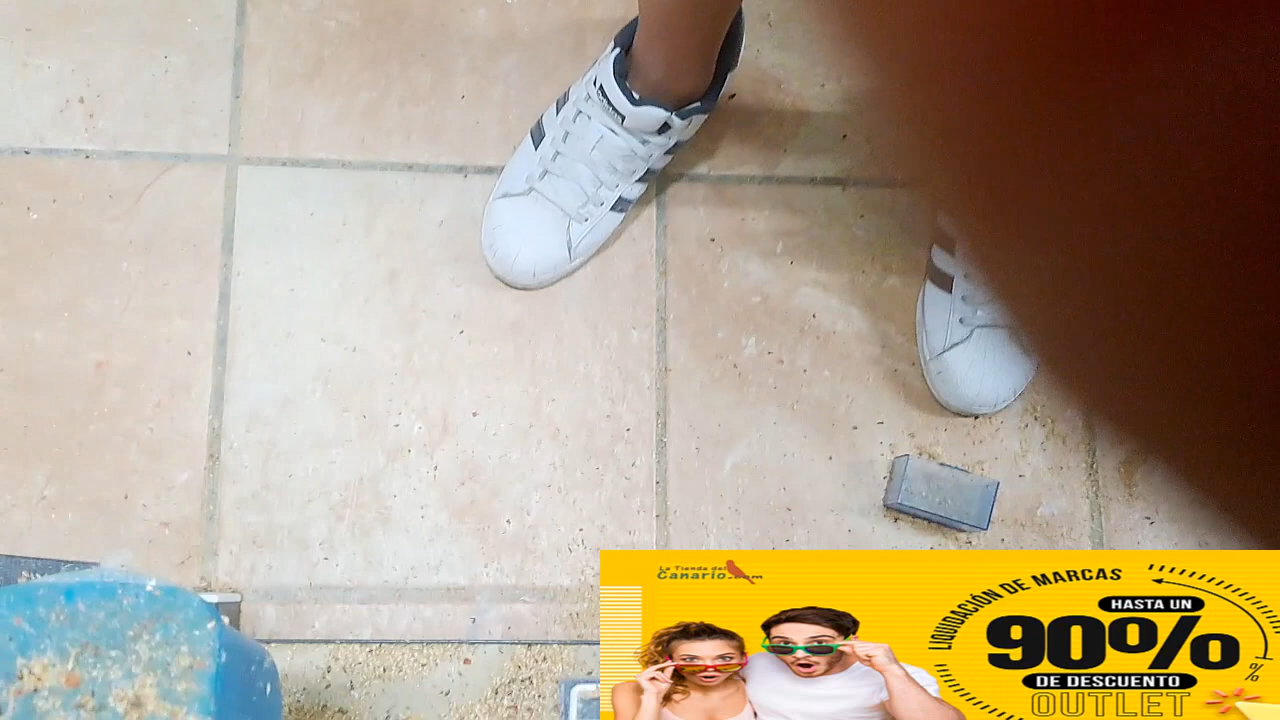 La Tienda del
Canario.com
LIQUIDACIÓN DE MARCAS
HASTA UN
90%
%
DE DESCUENTO
OUTLET